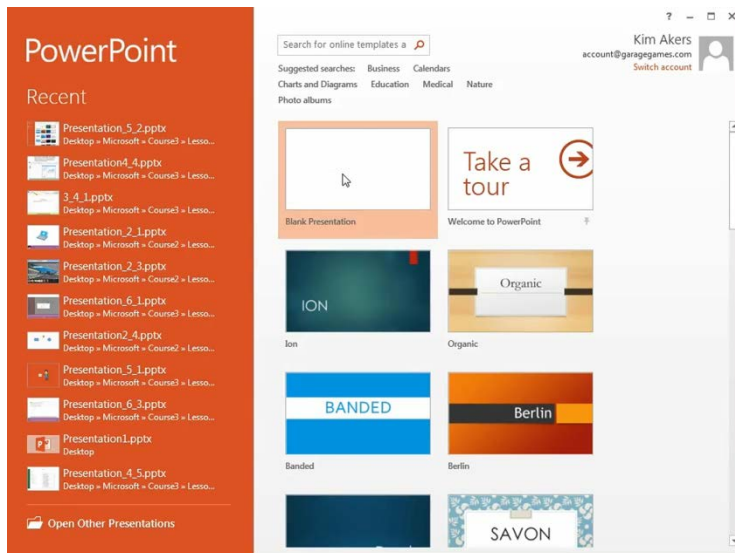 PowerPoint
Recent
Presentation_5_2.pptx
Desktop » Microsoft » Course3 » Lesso...
Presentation4_4.pptx
Desktop » Microsoft » Course3 » Lesso...
3_4_1.pptx
Desktop » Microsoft » Course3 » Lesso...
Presentation_2_1.pptx
Desktop » Microsoft » Course2 » Lesso...
Presentation_2_3.pptx
Desktop » Microsoft » Course2 » Lesso...
Presentation_6_1.pptx
Desktop » Microsoft » Course3 » Lesso...
Presentation2_4.pptx
Desktop » Microsoft » Course2 » Lesso...
Presentation_5_1.pptx
Desktop » Microsoft » Course3 » Lesso...
Presentation_6_3.pptx
Desktop » Microsoft » Course3 » Lesso...
Presentation1.pptx
Desktop
Presentation_4_5.pptx
Desktop » Microsoft » Course3 » Lesso...
Open Other Presentations
Search for online templates a
Suggested searches: Business Calendars
Charts and Diagrams Education Medical Nature
Photo albums
Kim Akers
account@garagegames.com
Switch account
Take a
tour
Blank Presentation
Welcome to PowerPoint
ION
Organic
Ion
Organic
BANDED
Berlin
Banded
Berlin
SAVON